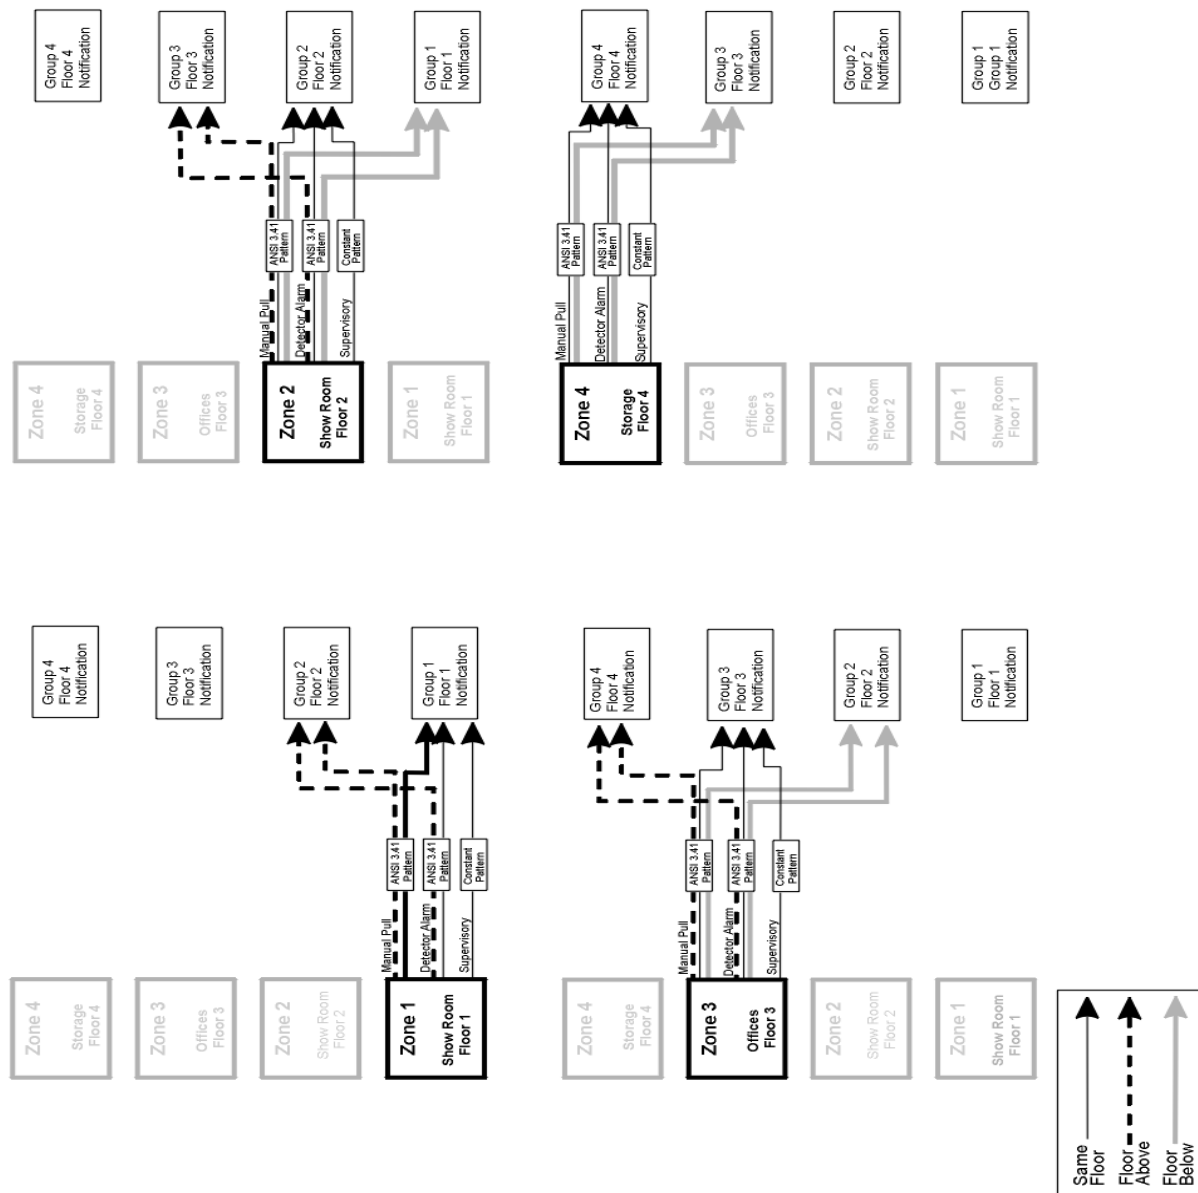 Group 4
Floor 4
Notification
Group 3
Floor 3
Notification
Group 2
Floor 2
Notification
Group 1
Floor 1
Notification
ANSI 3.41
Pattern
ANSI 3.41
Pattern
Constant
Pattern
Manual Pull
Detector Alarm
Supervisory
Zone 4
Storage
Floor 4
Zone 3
Offices
Floor 3
Zone 2
Show Room
Floor 2
Zone 1
Show Room
Floor 1
Group 4
Floor 4
Notification
Group 3
Floor 3
Notification
Group 2
Floor 2
Notification
Group 1
Group 1
Notification
ANSI 3.41
Pattern
ANSI 3.41
Pattern
Constant
Pattern
Manual Pull
Detector Alarm
Supervisory
Zone 4
Storage
Floor 4
Zone 3
Offices
Floor 3
Zone 2
Show Room
Floor 2
Zone 1
Show Room
Floor 1
Group 4
Floor 4
Notification
Group 3
Floor 3
Notification
Group 2
Floor 2
Notification
Group 1
Floor 1
Notification
ANSI 3.41
Pattern
ANSI 3.41
Pattern
Constant
Pattern
Manual Pull
Detector Alarm
Supervisory
Zone 4
Storage
Floor 4
Zone 3
Offices
Floor 3
Zone 2
Show Room
Floor 2
Zone 1
Show Room
Floor 1
Group 4
Floor 4
Notification
Group 3
Floor 3
Notification
Group 2
Floor 2
Notification
Group 1
Floor 1
Notification
ANSI 3.41
Pattern
ANSI 3.41
Pattern
Constant
Pattern
Manual Pull
Detector Alarm
Supervisory
Zone 4
Storage
Floor 4
Zone 3
Offices
Floor 3
Zone 2
Show Room
Floor 2
Zone 1
Show Room
Floor 1
Same
Floor
Floor
Above
Floor
Below